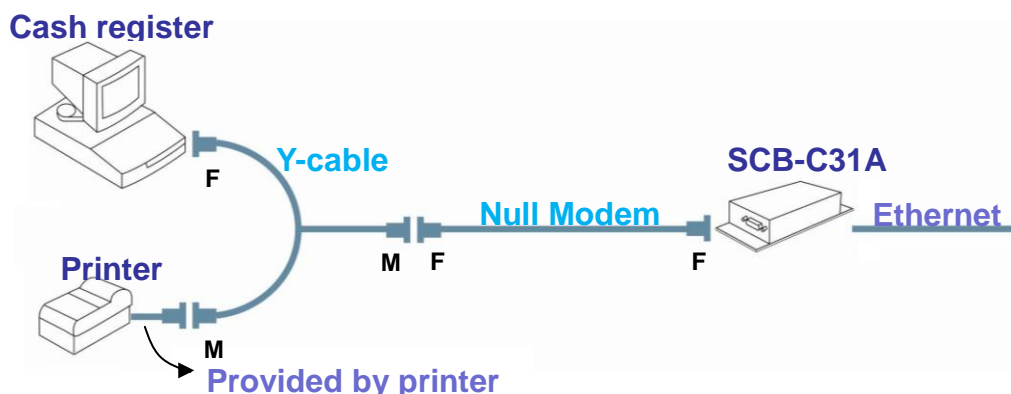 Cash register
F
Y-cable
SCB-C31A
Null Modem
Ethernet
M
F
F
Printer
M
Provided by printer